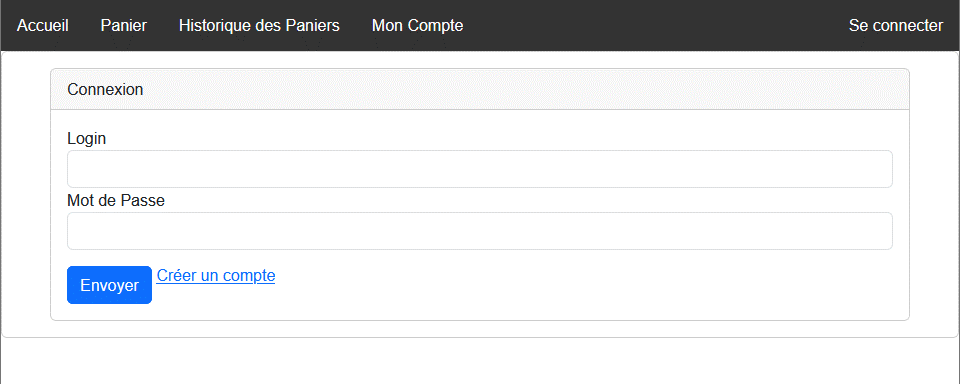 Accueil Panier Historique des Paniers Mon Compte Se connecter
Connexion
Login
Mot de Passe
Envoyer Créer un compte